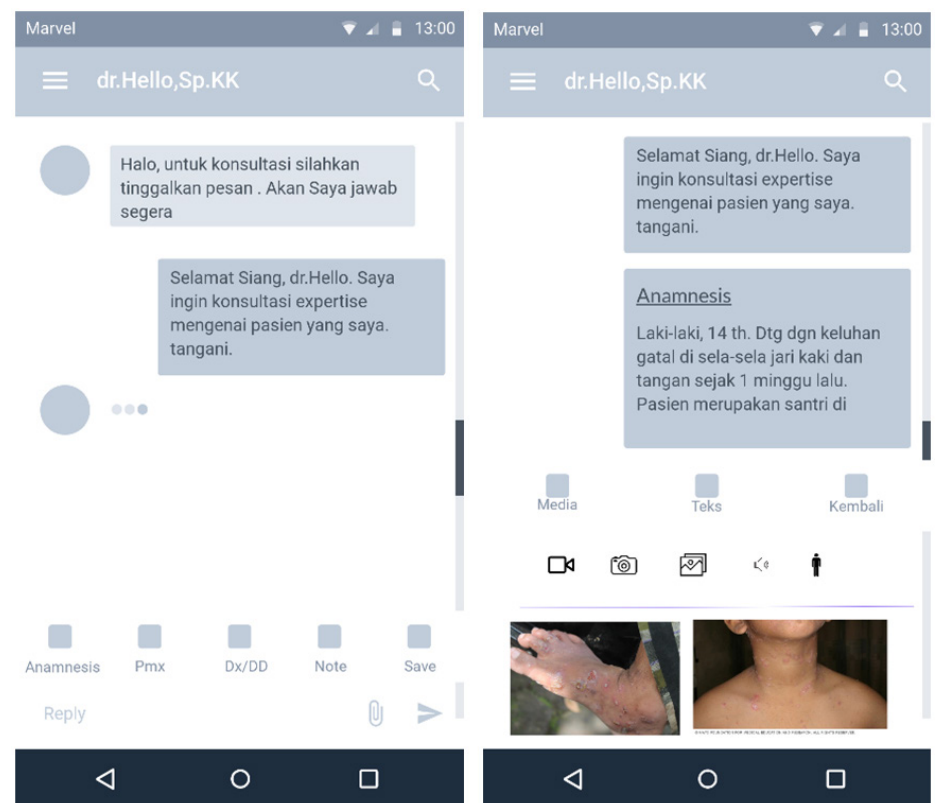 Marvel
13:00
dr.Hello,Sp.KK
Halo, untuk konsultasi silahkan
tinggalkan pesan . Akan Saya jawab
segera
Selamat Siang, dr.Hello. Saya
ingin konsultasi expertise
mengenai pasien yang saya.
tangani.
Anamnesis
Pmx
Dx/DD
Note
Save
Reply
Marvel
13:00
dr.Hello,Sp.KK
Selamat Siang, dr.Hello. Saya
ingin konsultasi expertise
mengenai pasien yang saya.
tangani.
Anamnesis
Laki-laki, 14 th. Dtg dgn keluhan
gatal di sela-sela jari kaki dan
tangan sejak 1 minggu lalu.
Pasien merupakan santri di
Media
Teks
Kembali